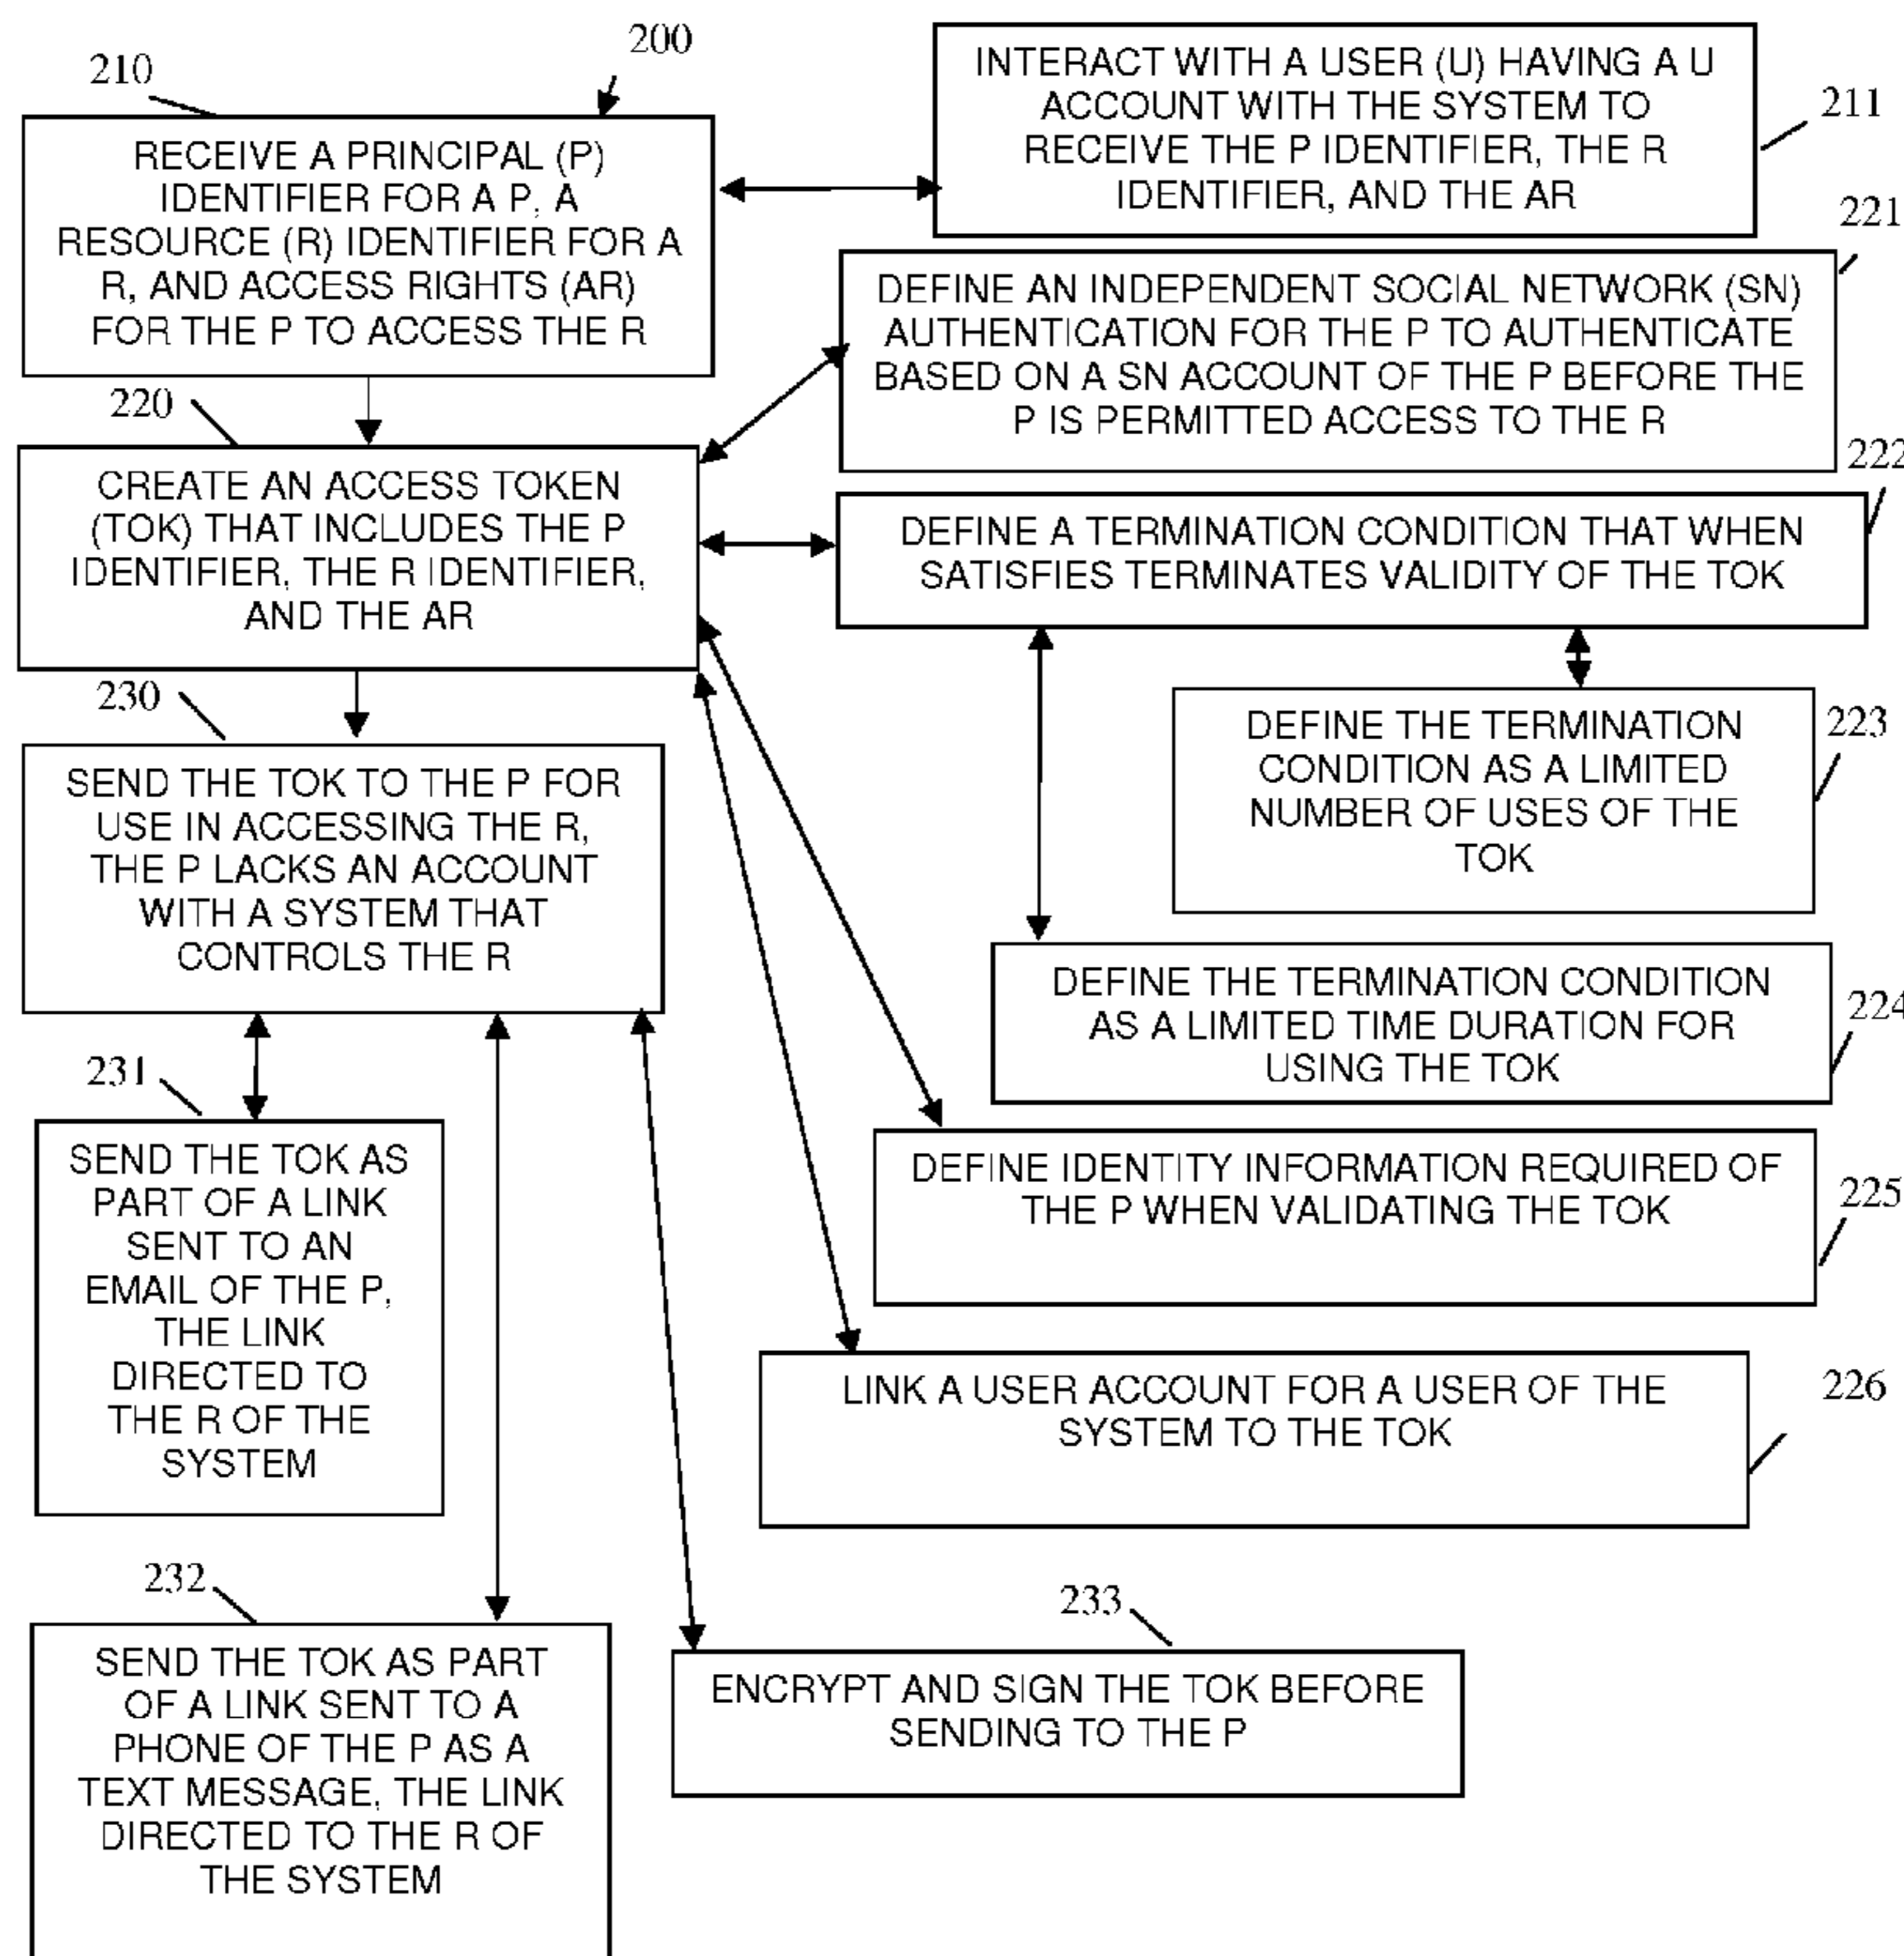 200
210
RECEIVE A PRINCIPAL (P)
IDENTIFIER FOR A P, A
RESOURCE (R) IDENTIFIER FOR A
R, AND ACCESS RIGHTS (AR)
FOR THE P TO ACCESS THE R
INTERACT WITH A USER (U) HAVING A U
ACCOUNT WITH THE SYSTEM TO
RECEIVE THE P IDENTIFIER, THE R
IDENTIFIER, AND THE AR
211
221
DEFINE AN INDEPENDENT SOCIAL NETWORK (SN)
AUTHENTICATION FOR THE P TO AUTHENTICATE
BASED ON A SN ACCOUNT OF THE P BEFORE THE
P IS PERMITTED ACCESS TO THE R
220
CREATE AN ACCESS TOKEN
(TOK) THAT INCLUDES THE P
IDENTIFIER, THE R IDENTIFIER,
AND THE AR
222
DEFINE A TERMINATION CONDITION THAT WHEN
SATISFIES TERMINATES VALIDITY OF THE TOK
223
DEFINE THE TERMINATION
CONDITION AS A LIMITED
NUMBER OF USES OF THE
TOK
230
SEND THE TOK TO THE P FOR
USE IN ACCESSING THE R,
THE P LACKS AN ACCOUNT
WITH A SYSTEM THAT
CONTROLS THE R
DEFINE THE TERMINATION CONDITION
AS A LIMITED TIME DURATION FOR
USING THE TOK
224
231
SEND THE TOK AS
PART OF A LINK
SENT TO AN
EMAIL OF THE P,
THE LINK
DIRECTED TO
THE R OF THE
SYSTEM
DEFINE IDENTITY INFORMATION REQUIRED OF
THE P WHEN VALIDATING THE TOK
225
LINK A USER ACCOUNT FOR A USER OF THE
SYSTEM TO THE TOK
226
232
SEND THE TOK AS PART
OF A LINK SENT TO A
PHONE OF THE P AS A
TEXT MESSAGE, THE LINK
DIRECTED TO THE R OF
THE SYSTEM
233
ENCRYPT AND SIGN THE TOK BEFORE
SENDING TO THE P